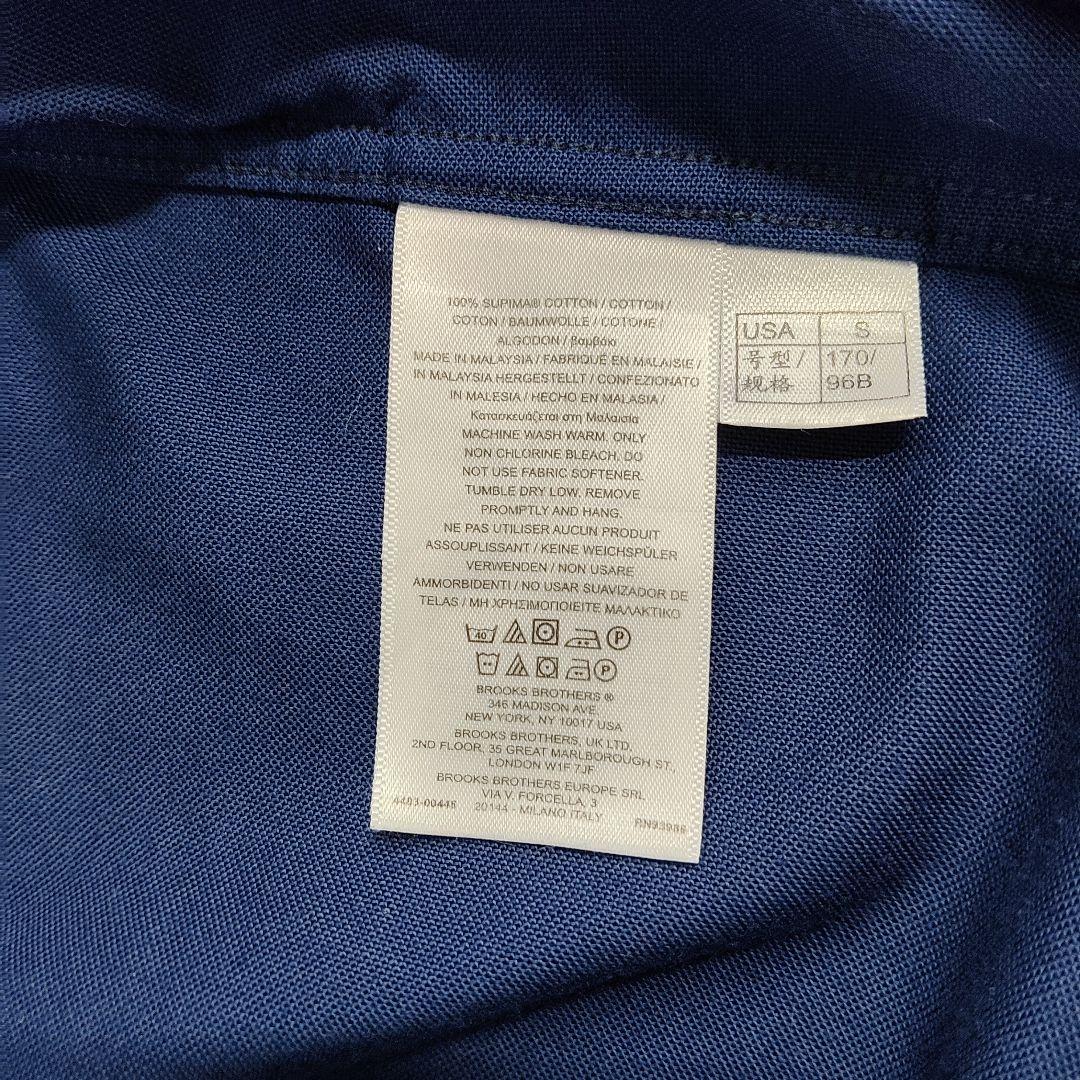 100% SUPIMA® COTTON / COTTON /
COTON / BAUMWOLLE / COTONE /
ALGODON / βαμβάκι
MADE IN MALAYSIA / FABRIQUÉ EN MALAISIE /
IN MALAYSIA HERGESTELLT / CONFEZIONATO
IN MALESIA / HECHO EN MALASIA /
Κατασκευάζεται στη Μαλαισία
MACHINE WASH WARM. ONLY
NON CHLORINE BLEACH. DO
NOT USE FABRIC SOFTENER.
TUMBLE DRY LOW. REMOVE
PROMPTLY AND HANG.
NE PAS UTILISER AUCUN PRODUIT
ASSOUPLISSANT / KEINE WEICHSPÜLER
VERWENDEN / NON USARE
AMMORBIDENTI / NO USAR SUAVIZADOR DE
TELAS / ΜΗ ΧΡΗΣΙΜΟΠΟΙΕΙΤΕ ΜΑΛΑΚΤΙΚΟ
40 P
P
BROOKS BROTHERS ®
346 MADISON AVE.
NEW YORK, NY 10017 USA
BROOKS BROTHERS, UK LTD,
2ND FLOOR, 35 GREAT MARLBOROUGH ST.,
LONDON W1F 7JF
BROOKS BROTHERS EUROPE SRL
VIA V. FORCELLA, 3
4483-00448 20144 - MILANO ITALY RN93986
USA S
号型/ 170/
规格 96B